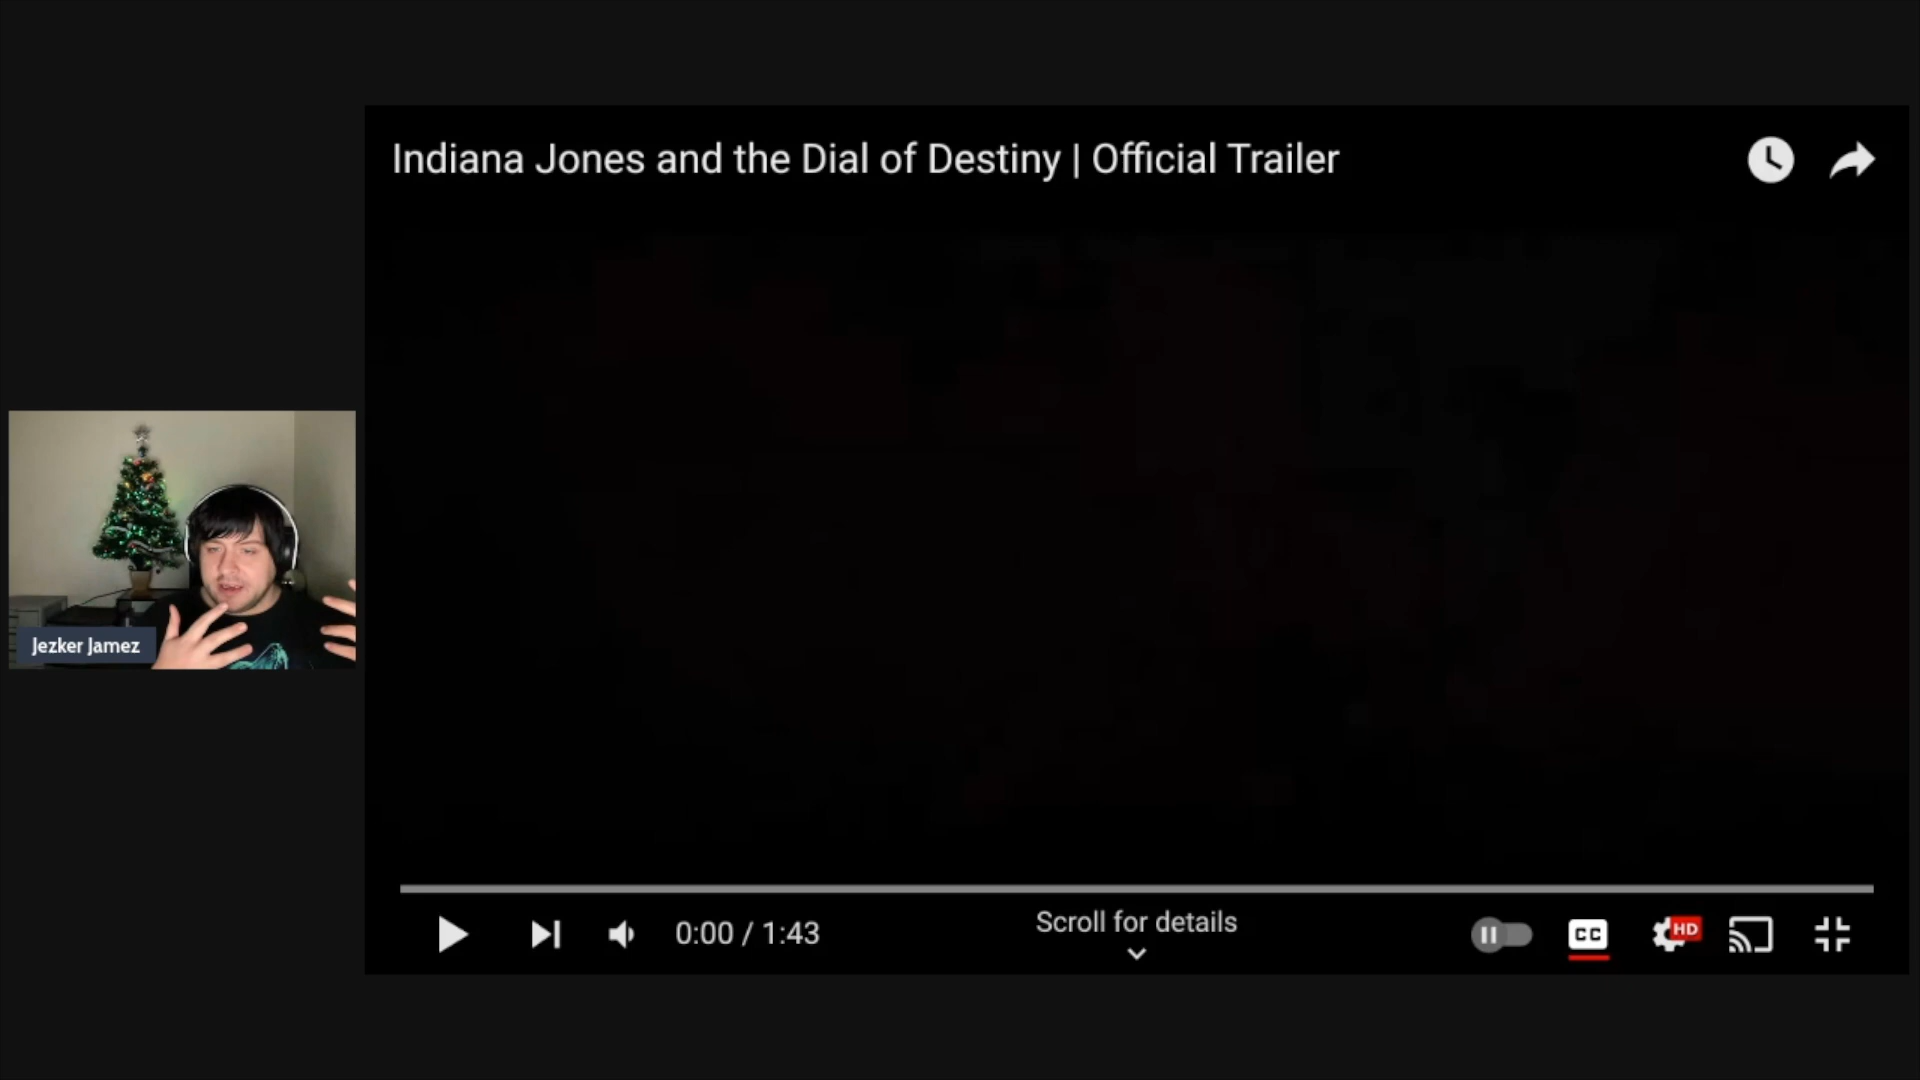 Indiana Jones and the Dial of Destiny | Official Trailer
Jezker Jamez
0:00 / 1:43
Scroll for details
CC
HD